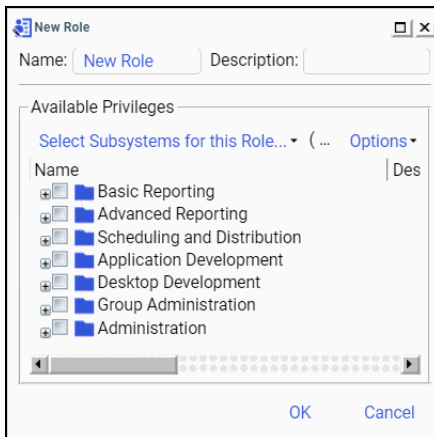 New Role
Name: New Role Description:
Available Privileges
Select Subsystems for this Role... ( ... Options
Name Des
Basic Reporting
Advanced Reporting
Scheduling and Distribution
Application Development
Desktop Development
Group Administration
Administration
OK Cancel